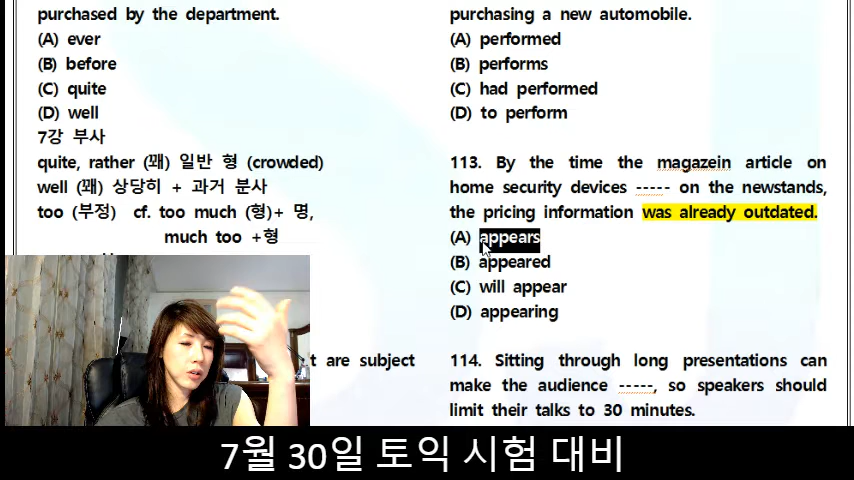 purchased by the department.
(A) ever
(B) before
(C) quite
(D) well
7강 부사
quite, rather (꽤) 일반 형 (crowded)
well (꽤) 상당히 + 과거 분사
too (부정) cf. too much (형)+ 명,
much too +형
t are subject
purchasing a new automobile.
(A) performed
(B) performs
(C) had performed
(D) to perform
113. By the time the magazein article on
home security devices ----- on the newstands,
the pricing information was already outdated.
(A) appears
(B) appeared
(C) will appear
(D) appearing
114. Sitting through long presentations can
make the audience -----, so speakers should
limit their talks to 30 minutes.
7월 30일 토익 시험 대비